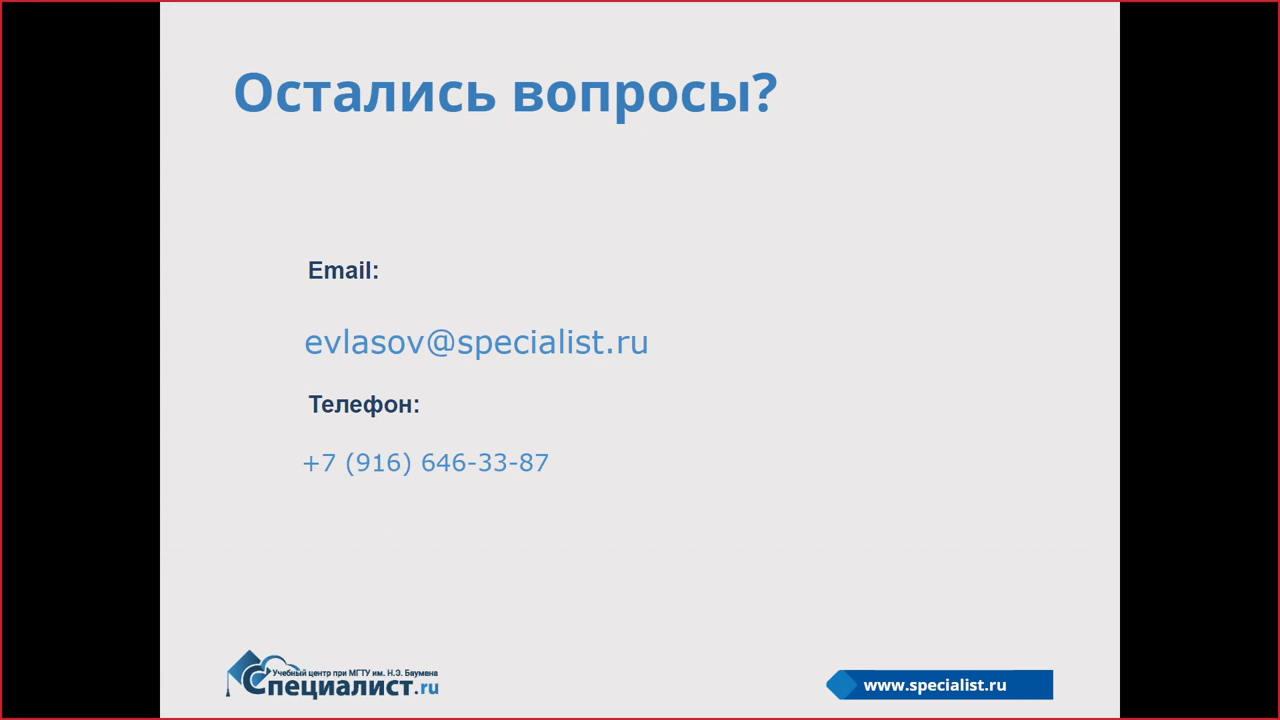 Остались вопросы?
Email:
evlasov@specialist.ru
Телефон:
+7 (916) 646-33-87
Учебный центр при МГТУ им. Н.Э. Баумана
Специалист.ru
www.specialist.ru